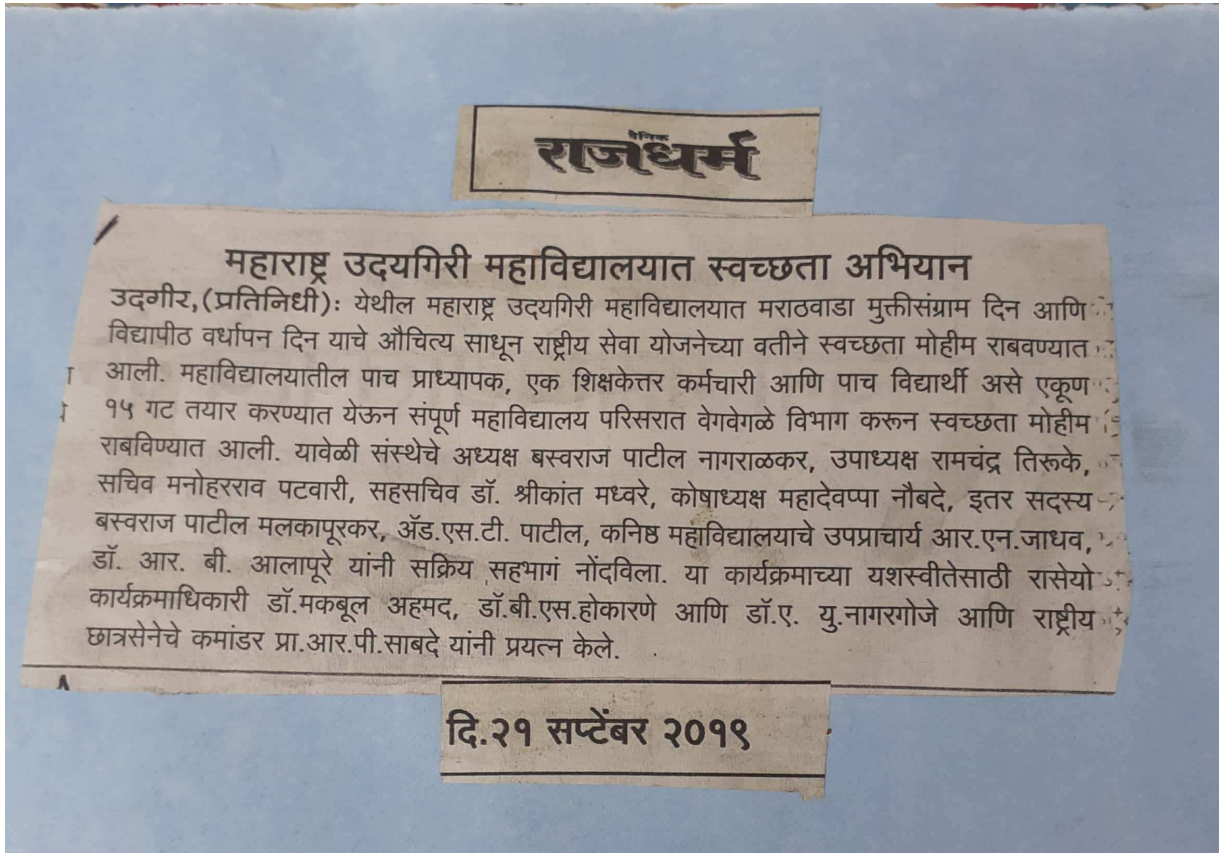 दैनिक
राजधर्म
महाराष्ट्र उदयगिरी महाविद्यालयात स्वच्छता अभियान
उदगीर,(प्रतिनिधी): येथील महाराष्ट्र उदयगिरी महाविद्यालयात मराठवाडा मुक्तीसंग्राम दिन आणि
विद्यापीठ वर्धापन दिन याचे औचित्य साधून राष्ट्रीय सेवा योजनेच्या वतीने स्वच्छता मोहीम राबवण्यात
आली. महाविद्यालयातील पाच प्राध्यापक, एक शिक्षकेत्तर कर्मचारी आणि पाच विद्यार्थी असे एकूण
१५ गट तयार करण्यात येऊन संपूर्ण महाविद्यालय परिसरात वेगवेगळे विभाग करून स्वच्छता मोहीम
राबविण्यात आली. यावेळी संस्थेचे अध्यक्ष बस्वराज पाटील नागराळकर, उपाध्यक्ष रामचंद्र तिरूके,
सचिव मनोहरराव पटवारी, सहसचिव डॉ. श्रीकांत मध्वरे, कोषाध्यक्ष महादेवप्पा नौबदे, इतर सदस्य
बस्वराज पाटील मलकापूरकर, ॲड.एस.टी. पाटील, कनिष्ठ महाविद्यालयाचे उपप्राचार्य आर.एन.जाधव,
डॉ. आर. बी. आलापूरे यांनी सक्रिय सहभागं नोंदविला. या कार्यक्रमाच्या यशस्वीतेसाठी रासेयो
कार्यक्रमाधिकारी डॉ.मकबूल अहमद, डॉ.बी.एस.होकारणे आणि डॉ.ए. यु.नागरगोजे आणि राष्ट्रीय
छात्रसेनेचे कमांडर प्रा.आर.पी.साबदे यांनी प्रयत्न केले.
दि.२१ सप्टेंबर २०१९